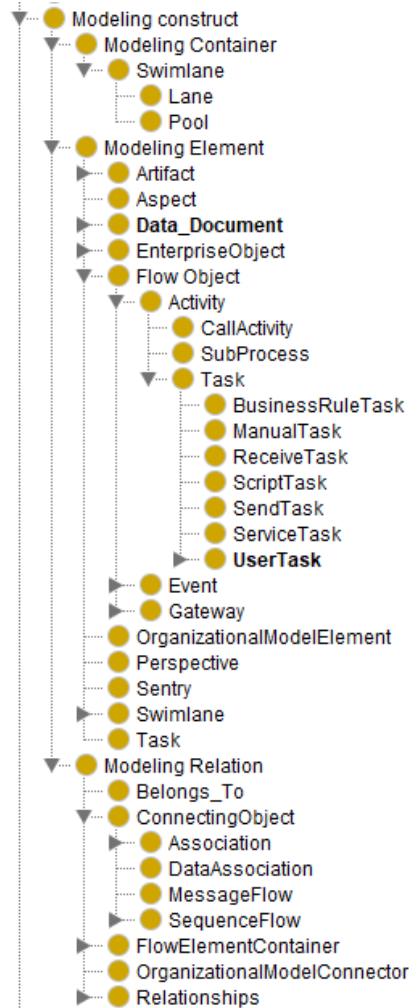 Modeling construct
Modeling Container
Swimlane
Lane
Pool
Modeling Element
Artifact
Aspect
Data_Document
EnterpriseObject
Flow Object
Activity
CallActivity
SubProcess
Task
BusinessRuleTask
ManualTask
ReceiveTask
ScriptTask
SendTask
ServiceTask
UserTask
Event
Gateway
OrganizationalModelElement
Perspective
Sentry
Swimlane
Task
Modeling Relation
Belongs_To
ConnectingObject
Association
DataAssociation
MessageFlow
SequenceFlow
FlowElementContainer
OrganizationalModelConnector
Relationships